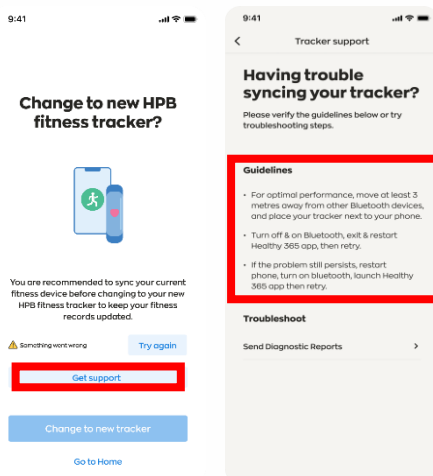 9:41
Change to new HPB
fitness tracker?
You are recommended to sync your current
fitness device before changing to your new
HPB fitness tracker to keep your fitness
records updated.
Something went wrong
Try again
Get support
Change to new tracker
Go to Home
9:41
Tracker support
Having trouble
syncing your tracker?
Please verify the guidelines below or try
troubleshooting steps.
Guidelines
• For optimal performance, move at least 3
metres away from other Bluetooth devices,
and place your tracker next to your phone.
• Turn off & on Bluetooth, exit & restart
Healthy 365 app, then retry.
• If the problem still persists, restart
phone, turn on bluetooth, launch Healthy
365 app then retry.
Troubleshoot
Send Diagnostic Reports